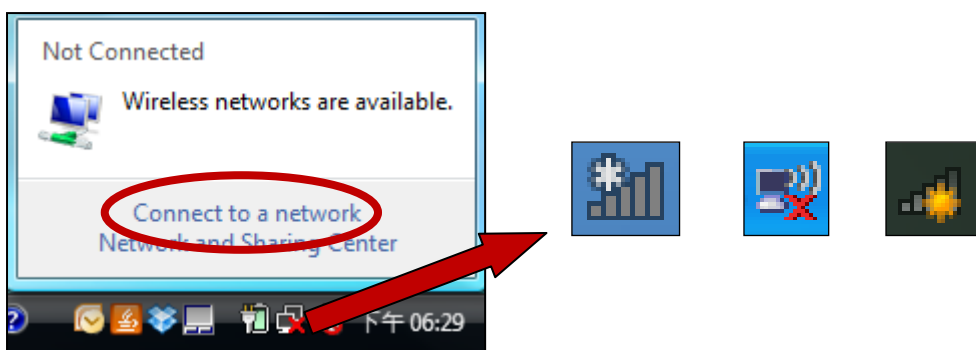 Not Connected
Wireless networks are available.
Connect to a network
Network and Sharing Center
下午 06:29